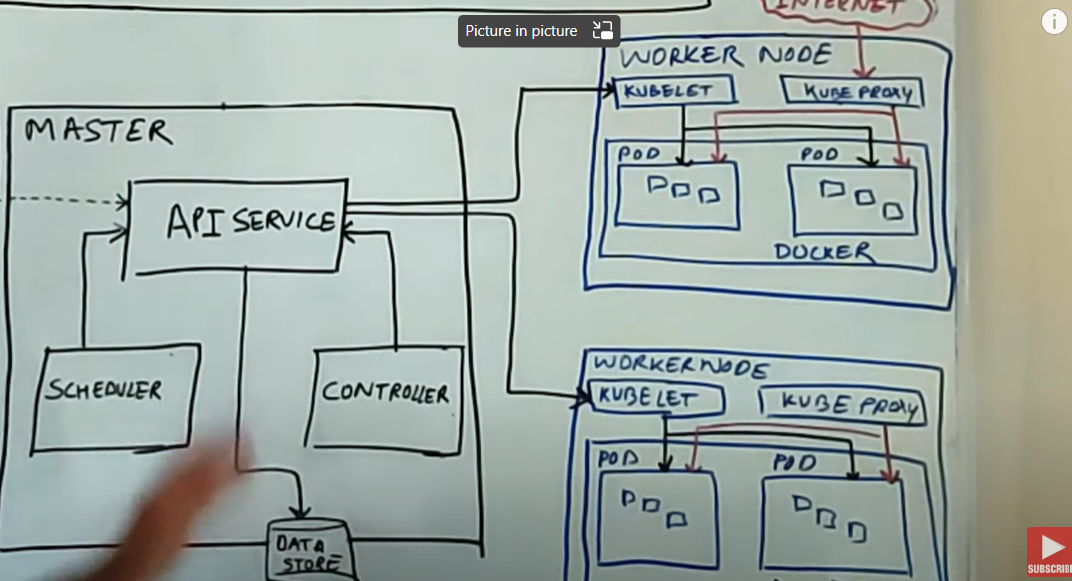 INTERNET
Picture in picture
WORKER NODE
KUBELET
KUBE PROXY
POD
POD
DOCKER
MASTER
API SERVICE
SCHEDULER
CONTROLLER
DATA
STORE
WORKER NODE
KUBELET
KUBE PROXY
POD
POD
i
SUBSCRIBE